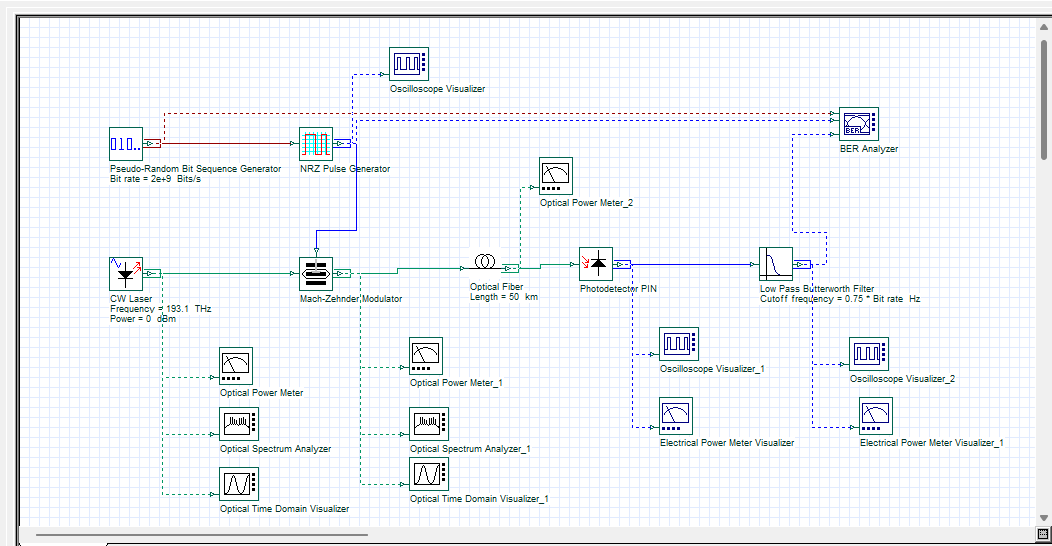 Oscilloscope Visualizer
010..
BER
BER Analyzer
Pseudo-Random Bit Sequence Generator
Bit rate = 2e+9 Bits/s
NRZ Pulse Generator
Optical Power Meter_2
CW Laser
Frequency = 193.1 THz
Power = 0 dBm
Mach-Zehnder Modulator
Optical Fiber
Length = 50 km
Photodetector PIN
Low Pass Butterworth Filter
Cutoff frequency = 0.75 * Bit rate Hz
Optical Power Meter
Optical Power Meter_1
Oscilloscope Visualizer_1
Oscilloscope Visualizer_2
Optical Spectrum Analyzer
Optical Spectrum Analyzer_1
Electrical Power Meter Visualizer
Electrical Power Meter Visualizer_1
Optical Time Domain Visualizer
Optical Time Domain Visualizer_1